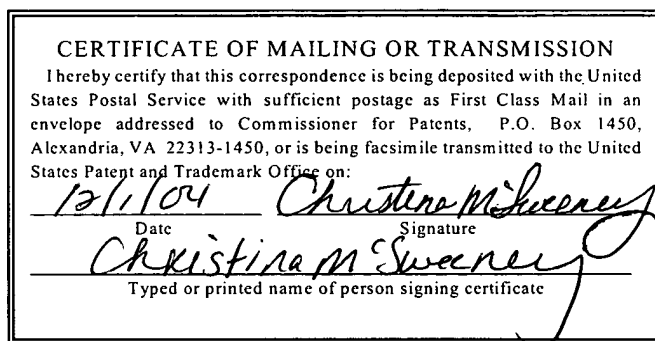 CERTIFICATE OF MAILING OR TRANSMISSION
I hereby certify that this correspondence is being deposited with the United
States Postal Service with sufficient postage as First Class Mail in an
envelope addressed to Commissioner for Patents, P.O. Box 1450,
Alexandria, VA 22313-1450, or is being facsimile transmitted to the United
States Patent and Trademark Office on:
12/1/04 Christina McSweeney
Date Signature
Christina McSweeney
Typed or printed name of person signing certificate